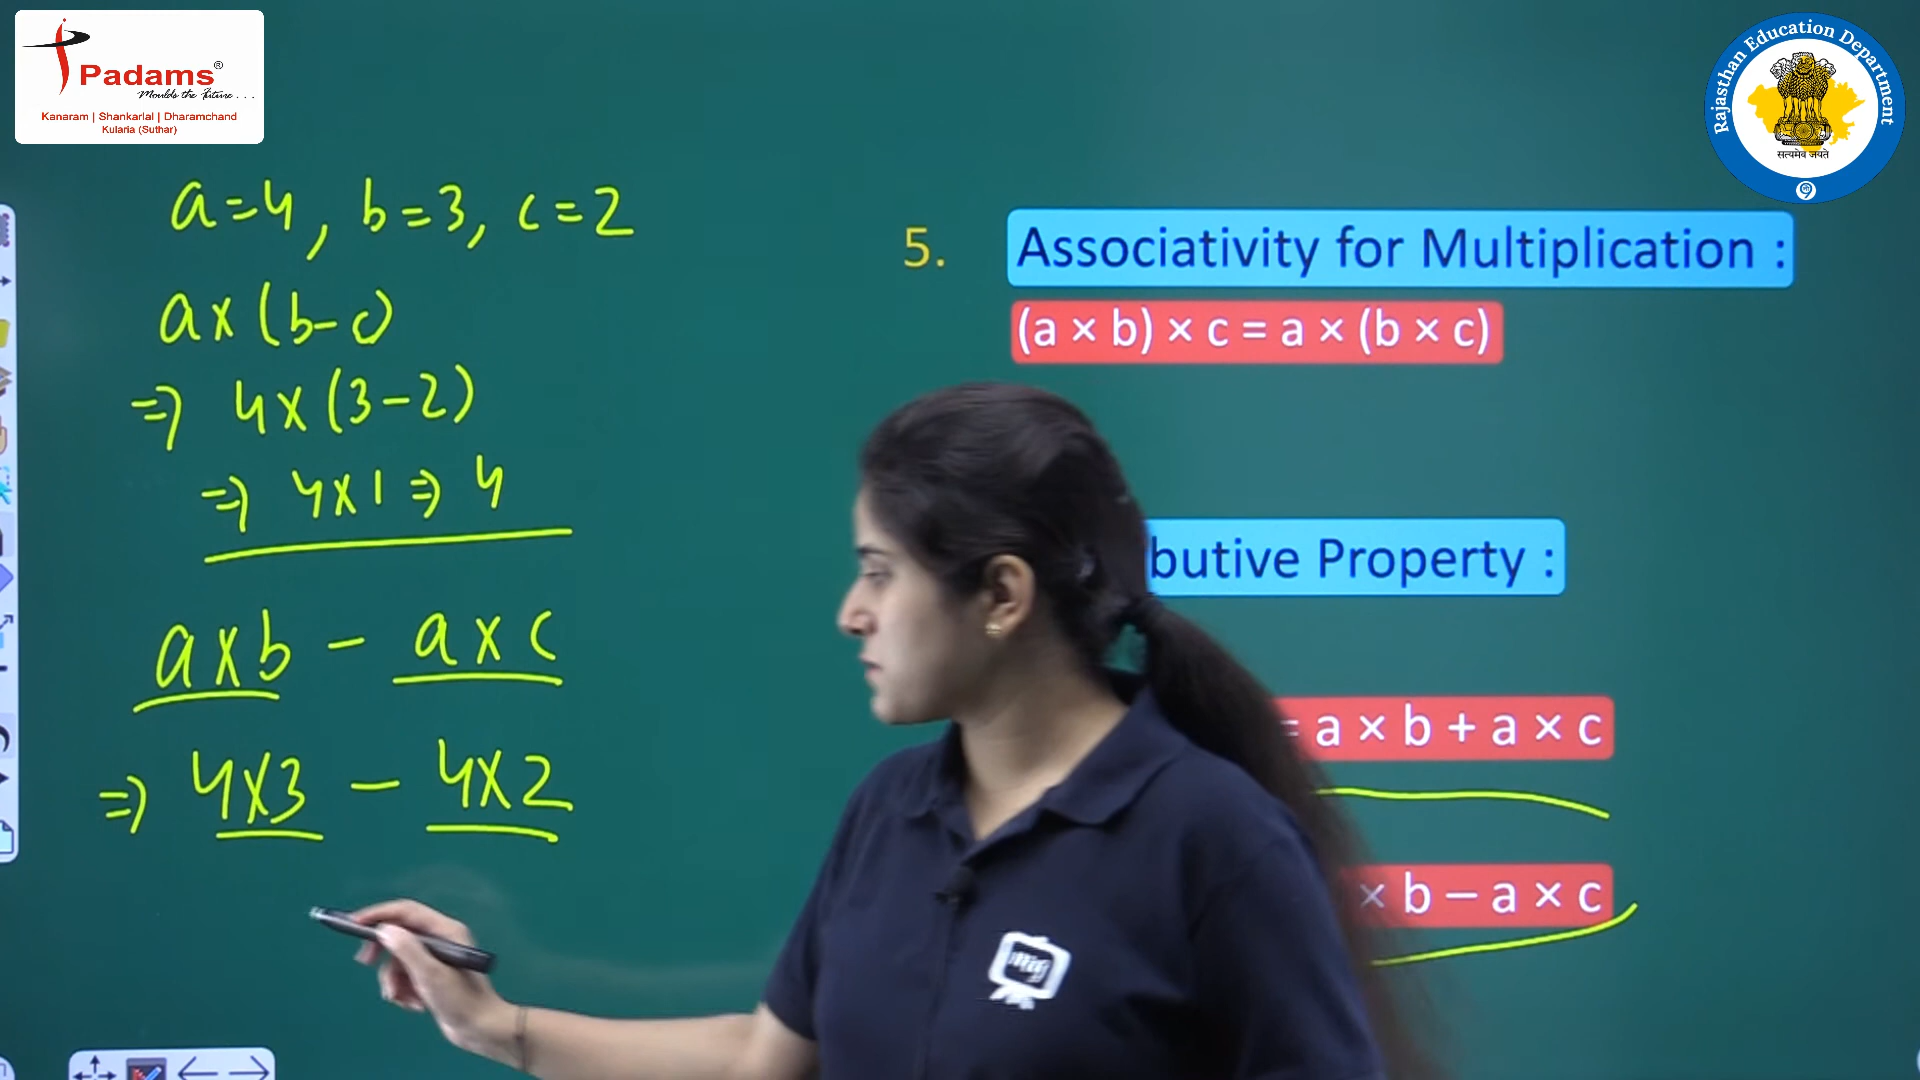 Padams®
Moulds the Future . . .
Kanaram | Shankarlal | Dharamchand
Kularia (Suthar)
Rajasthan Education Department
सत्यमेव जयते
a=4, b=3, c=2
a×(b-c)
⇒ 4×(3-2)
⇒ 4×1 ⇒ 4
a×b - a×c
⇒ 4×3 - 4×2
5. Associativity for Multiplication :
(a × b) × c = a × (b × c)
butive Property :
= a × b + a × c
× b – a × c